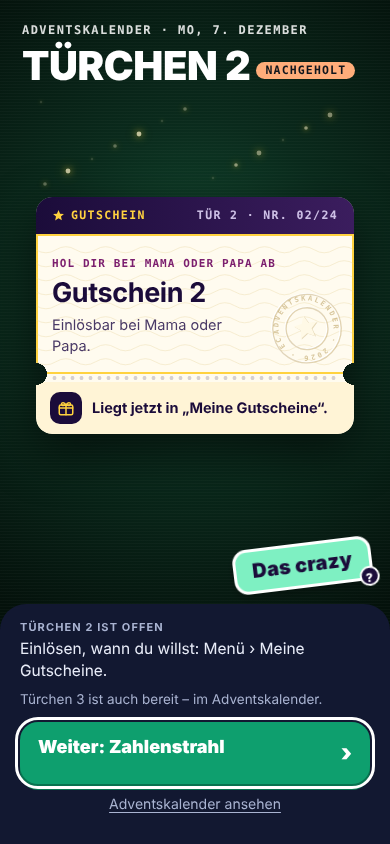 ADVENTSKALENDER · MO, 7. DEZEMBER
TÜRCHEN 2 NACHGEHOLT
GUTSCHEIN TÜR 2 · NR. 02/24
HOL DIR BEI MAMA ODER PAPA AB
Gutschein 2
Einlösbar bei Mama oder
Papa.
ADVENTSKALENDER · 2026 ·
Liegt jetzt in „Meine Gutscheine“.
Das crazy
?
TÜRCHEN 2 IST OFFEN
Einlösen, wann du willst: Menü › Meine
Gutscheine.
Türchen 3 ist auch bereit – im Adventskalender.
Weiter: Zahlenstrahl ›
Adventskalender ansehen